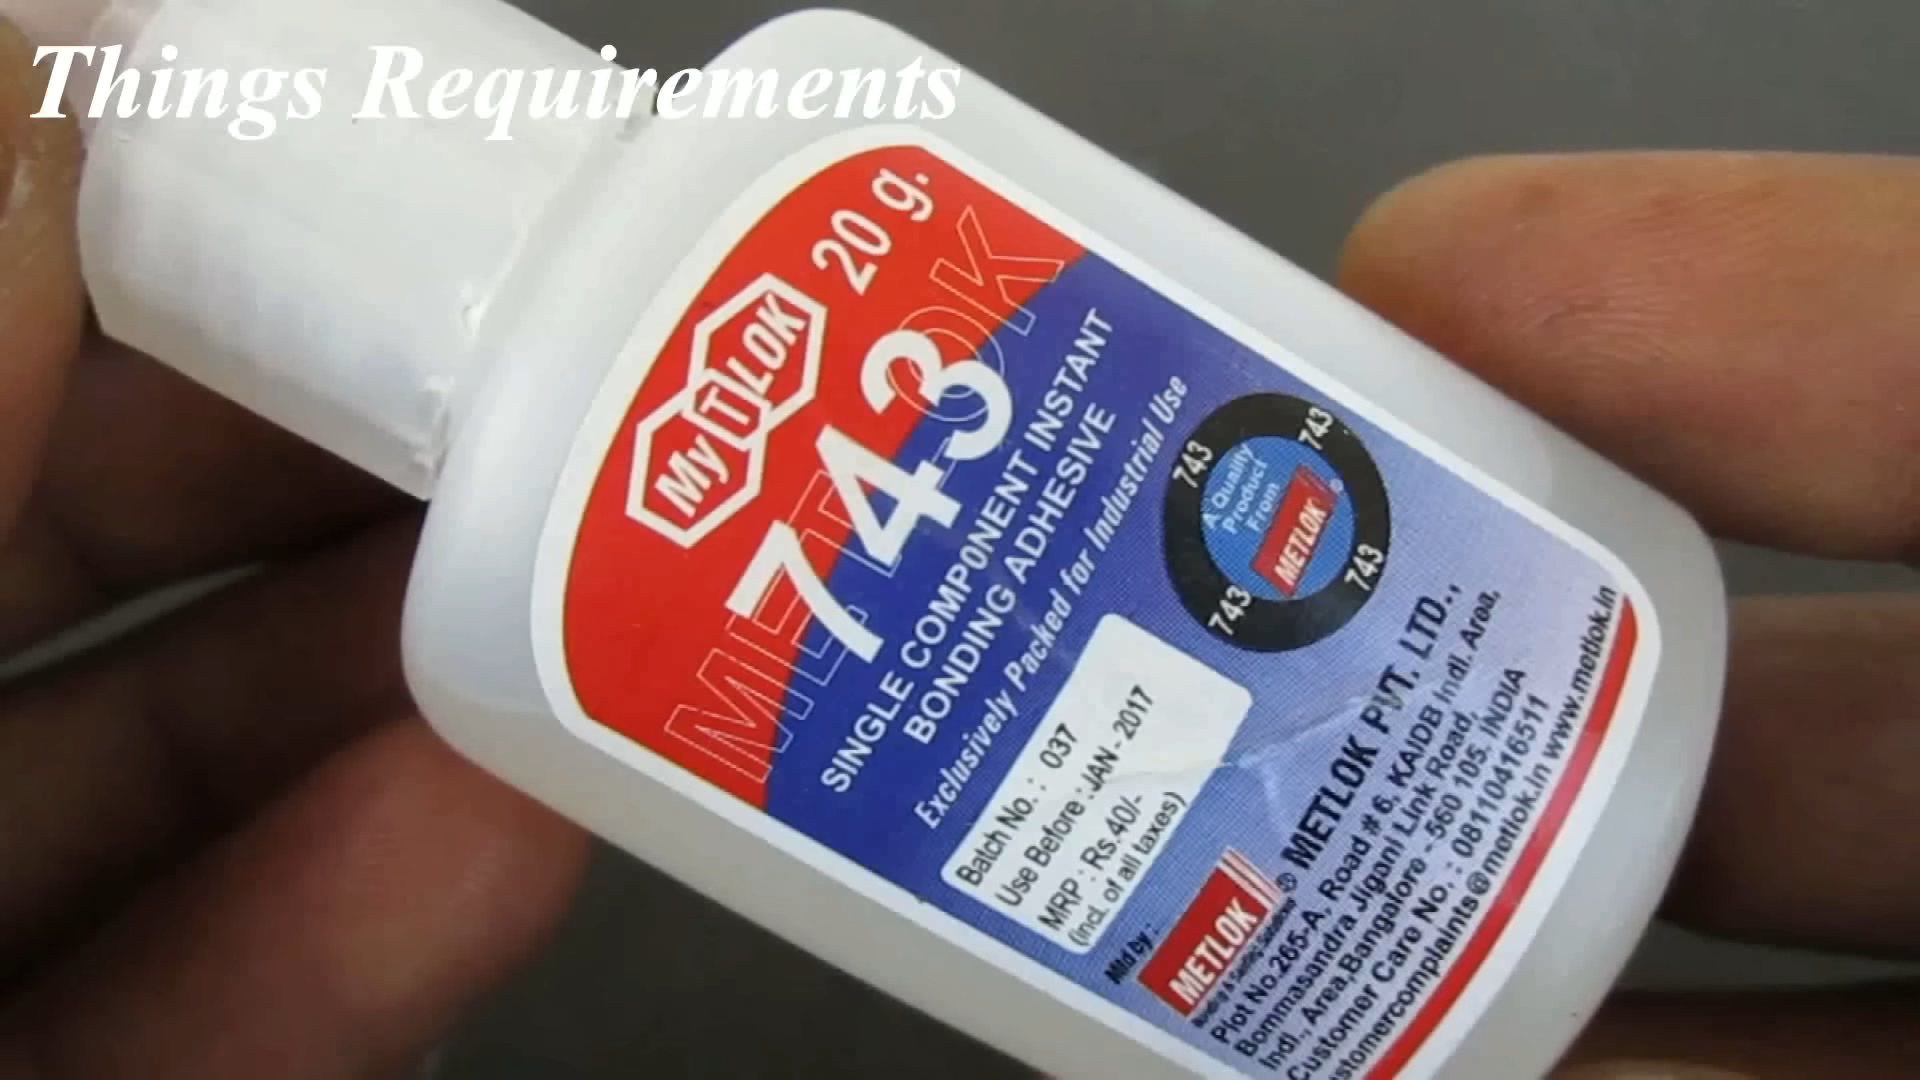 Things Requirements
MyTLOK 20 g.
METLOK
743
SINGLE COMPONENT INSTANT
BONDING ADHESIVE
Exclusively Packed for Industrial Use
743
743
743
743
A Quality
Product
From
METLOK
Batch No. : 037
Use Before : JAN - 2017
MRP : Rs.40/-
(incl. of all taxes)
Mfd by :
METLOK
® METLOK PVT. LTD.,
Plot No.265-A, Road # 6, KAIDB Indl. Area,
Bommasandra Jigani Link Road,
Indl., Area,Bangalore - 560 105. INDIA
Customer Care No. : 08110416511
stomercomplaints@metlok.in www.metlok.in